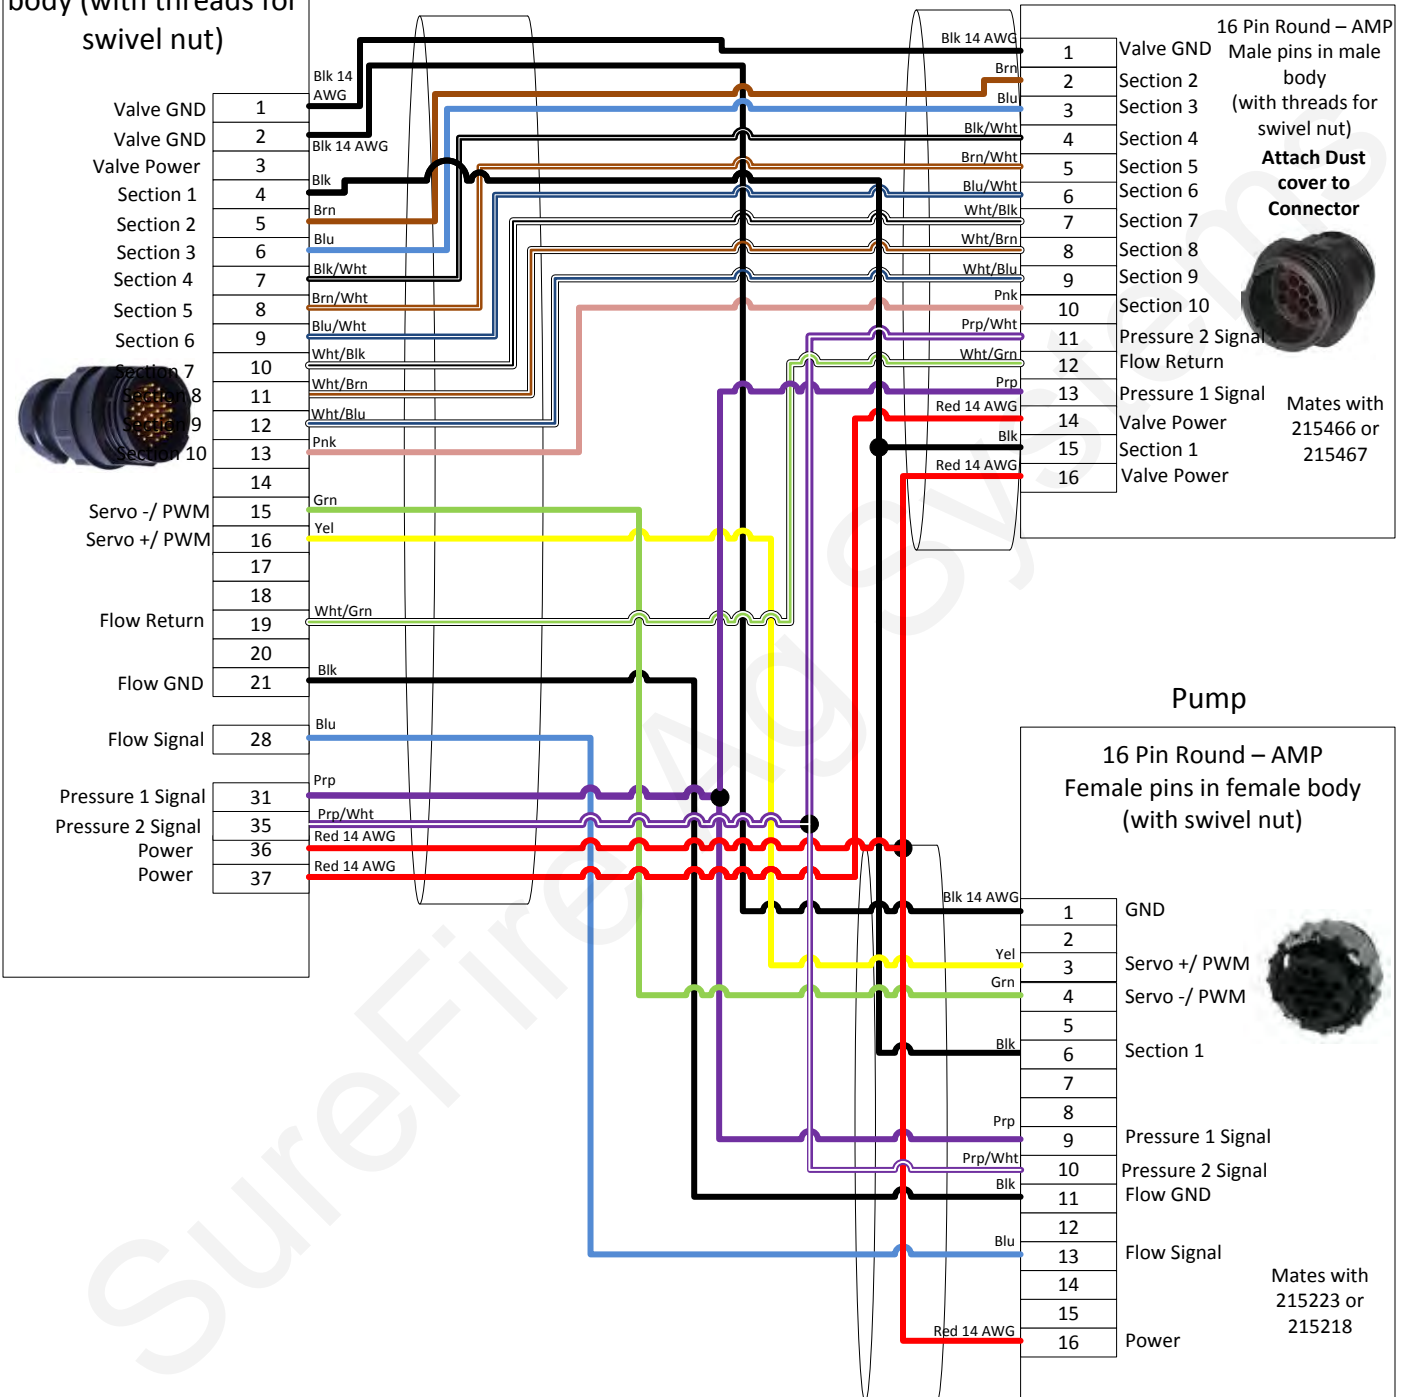 body (with threads for
swivel nut)
Blk 14
AWG
Valve GND 1
Valve GND 2
Blk 14 AWG
Valve Power 3
Section 1 4 Blk
Section 2 5 Brn
Section 3 6 Blu
Section 4 7 Blk/Wht
Section 5 8 Brn/Wht
Section 6 9 Blu/Wht
Section 7 10 Wht/Blk
Section 8 11 Wht/Brn
Section 9 12 Wht/Blu
Section 10 13 Pnk
14
Servo -/ PWM 15 Grn
Servo +/ PWM 16 Yel
17
18
Flow Return 19 Wht/Grn
20
Flow GND 21 Blk
Flow Signal 28 Blu
Pressure 1 Signal 31 Prp
Pressure 2 Signal 35 Prp/Wht
Power 36 Red 14 AWG
Power 37 Red 14 AWG
Blk 14 AWG 1 Valve GND
Brn 2 Section 2
Blu 3 Section 3
Blk/Wht 4 Section 4
Brn/Wht 5 Section 5
Blu/Wht 6 Section 6
Wht/Blk 7 Section 7
Wht/Brn 8 Section 8
Wht/Blu 9 Section 9
Pnk 10 Section 10
Prp/Wht 11 Pressure 2 Signal
Wht/Grn 12 Flow Return
Prp 13 Pressure 1 Signal
Red 14 AWG 14 Valve Power
Blk 15 Section 1
Red 14 AWG 16 Valve Power
16 Pin Round – AMP
Male pins in male
body
(with threads for
swivel nut)
Attach Dust
cover to
Connector
Mates with
215466 or
215467
Pump
16 Pin Round – AMP
Female pins in female body
(with swivel nut)
Blk 14 AWG 1 GND
2
Yel 3 Servo +/ PWM
Grn 4 Servo -/ PWM
5
Blk 6 Section 1
7
8
Prp 9 Pressure 1 Signal
Prp/Wht 10 Pressure 2 Signal
Blk 11 Flow GND
12
Blu 13 Flow Signal
14
15
Red 14 AWG 16 Power
Mates with
215223 or
215218
SureFire Ag Systems